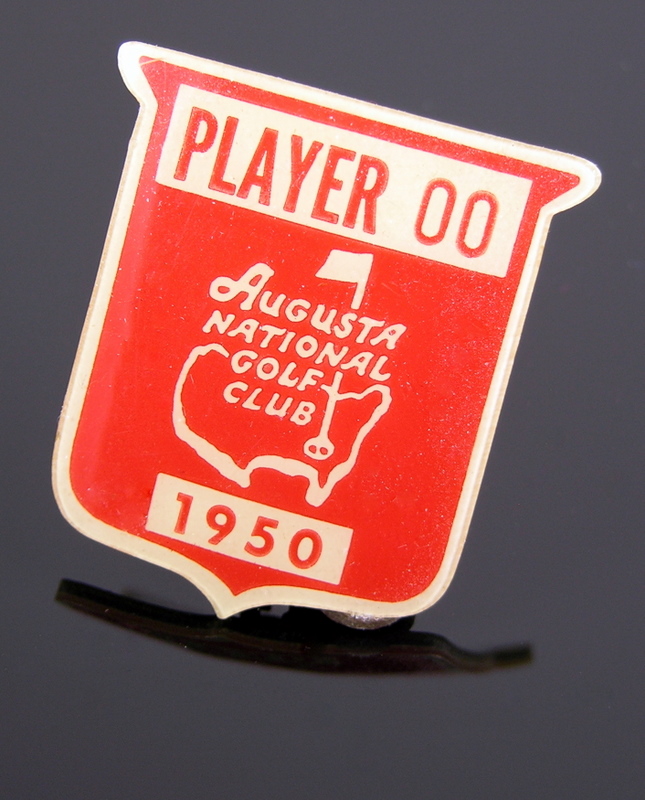 PLAYER 00
AUGUSTA
NATIONAL
GOLF
CLUB
1950